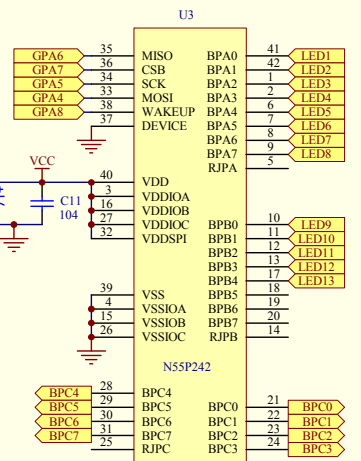 U3
GPA6 35 MISO BPA0 41 LED1
GPA7 36 CSB BPA1 42 LED2
GPA5 34 SCK BPA2 1 LED3
GPA4 33 MOSI BPA3 2 LED4
GPA8 38 WAKEUP BPA4 6 LED5
37 DEVICE BPA5 7 LED6
BPA6 8 LED7
BPA7 9 LED8
RJPA 5
VCC
40 VDD
C11 3 VDDIOA
104 16 VDDIOB BPB0 10 LED9
27 VDDIOC BPB1 11 LED10
32 VDDSPI BPB2 12 LED11
BPB3 13 LED12
BPB4 17 LED13
39 VSS BPB5 18
4 VSSIOA BPB6 19
15 VSSIOB BPB7 20
26 VSSIOC RJPB 14
N55P242
BPC4 28 BPC4
BPC5 29 BPC5 BPC0 21 BPC0
BPC6 30 BPC6 BPC1 22 BPC1
BPC7 31 BPC7 BPC2 23 BPC2
25 RJPC BPC3 24 BPC3